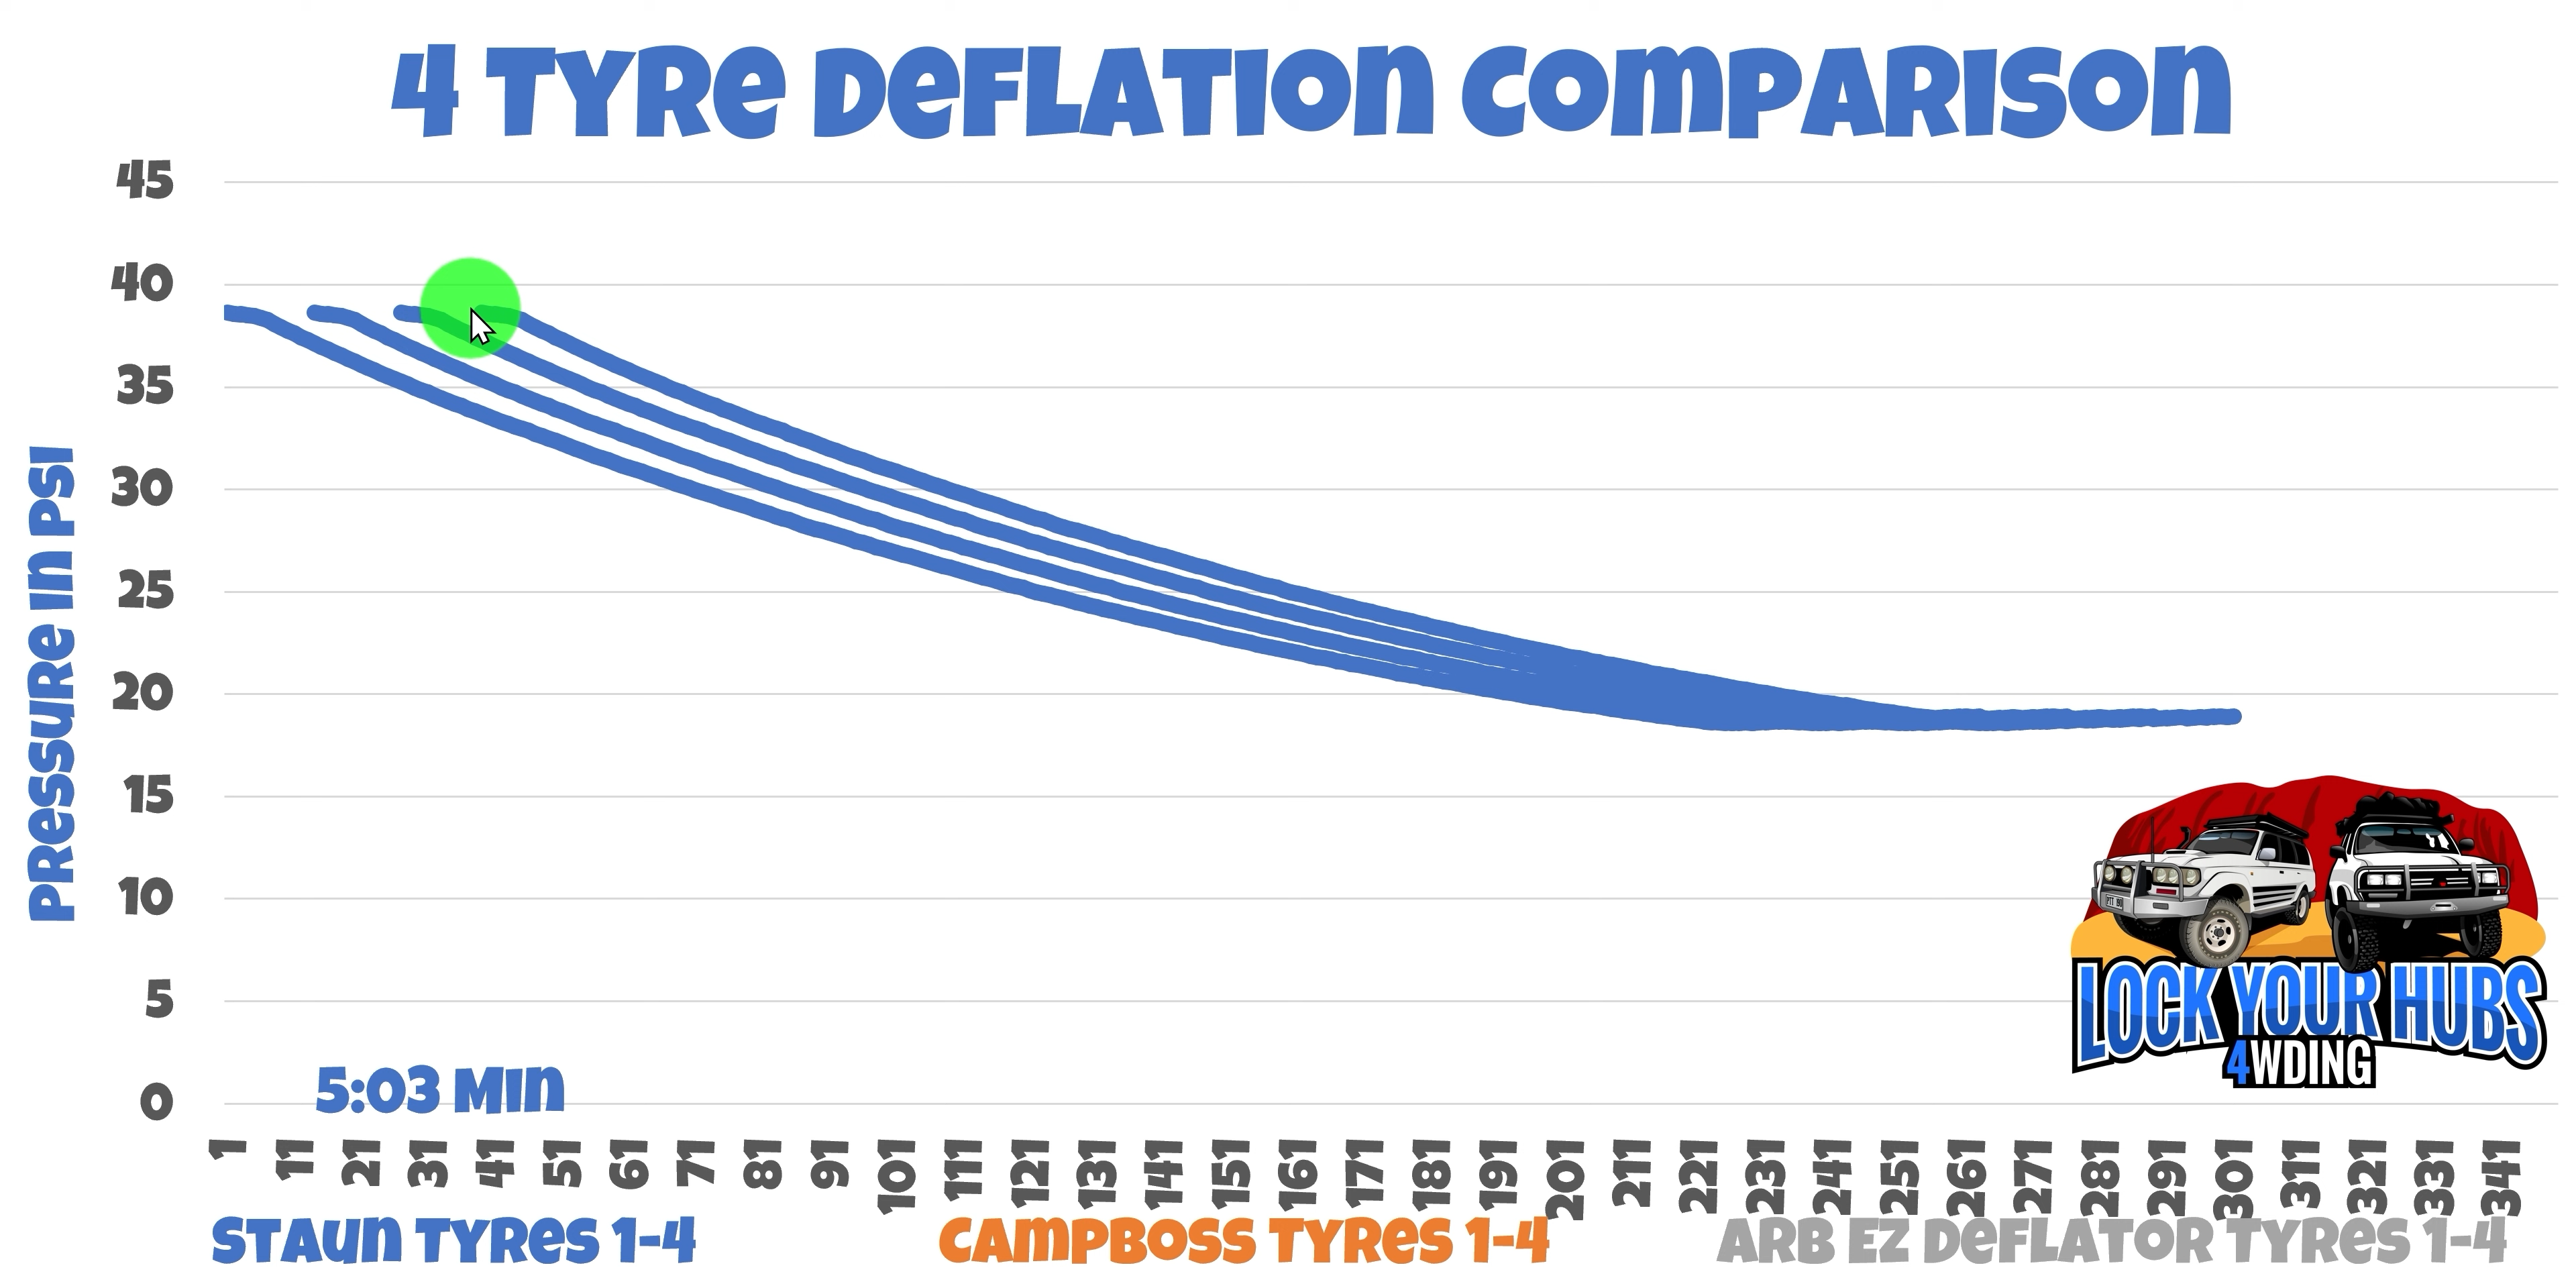 4 TYRE DEFLATION COMPARISON
45
40
35
30
25
20
15
10
5
0
PRESSURE IN PSI
5:03 MIN
1 11 21 31 41 51 61 71 81 91 101 111 121 131 141 151 161 171 181 191 201 211 221 231 241 251 261 271 281 291 301 311 321 331 341
STAUN TYRES 1-4
CAMPBOSS TYRES 1-4
ARB EZ DEFLATOR TYRES 1-4
LOCK YOUR HUBS
4WDING